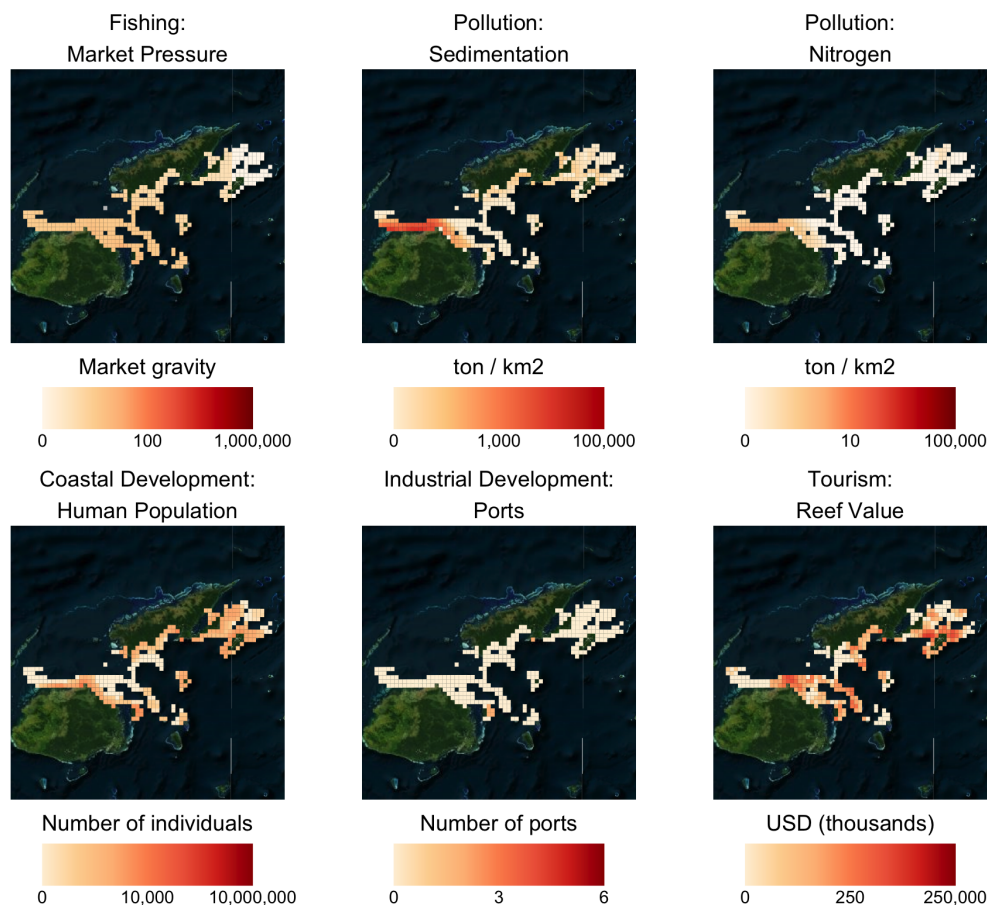 Fishing:
Market Pressure
Pollution:
Sedimentation
Pollution:
Nitrogen
Market gravity
0 100 1,000,000
ton / km2
0 1,000 100,000
ton / km2
0 10 100,000
Coastal Development:
Human Population
Industrial Development:
Ports
Tourism:
Reef Value
Number of individuals
0 10,000 10,000,000
Number of ports
0 3 6
USD (thousands)
0 250 250,000